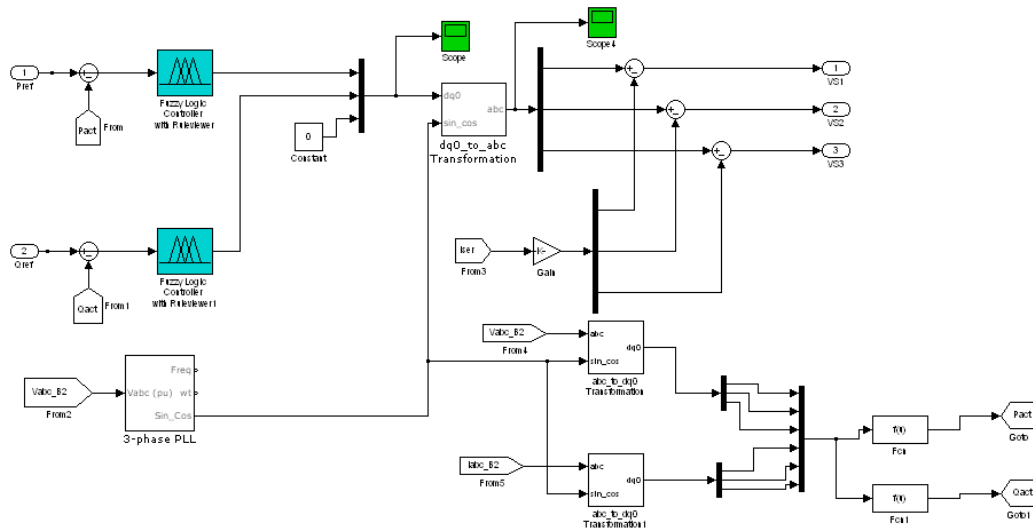 Scope
Scope4
1
Pref
Pact
From
Fuzzy Logic
Controller
with Ruleviewer
0
Constant
dq0
sin_cos
abc
dq0_to_abc
Transformation
1
VS1
2
VS2
3
VS3
2
Qref
Qact
From1
Fuzzy Logic
Controller
with Ruleviewer1
Iser
From3
-K-
Gain
Vabc_B2
From2
Vabc (pu)
Freq
wt
Sin_Cos
3-phase PLL
Vabc_B2
From4
abc
sin_cos
dq0
abc_to_dq0
Transformation
Iabc_B2
From5
abc
sin_cos
dq0
abc_to_dq0
Transformation1
f(u)
Fcn
Pact
Goto
f(u)
Fcn1
Qact
Goto1